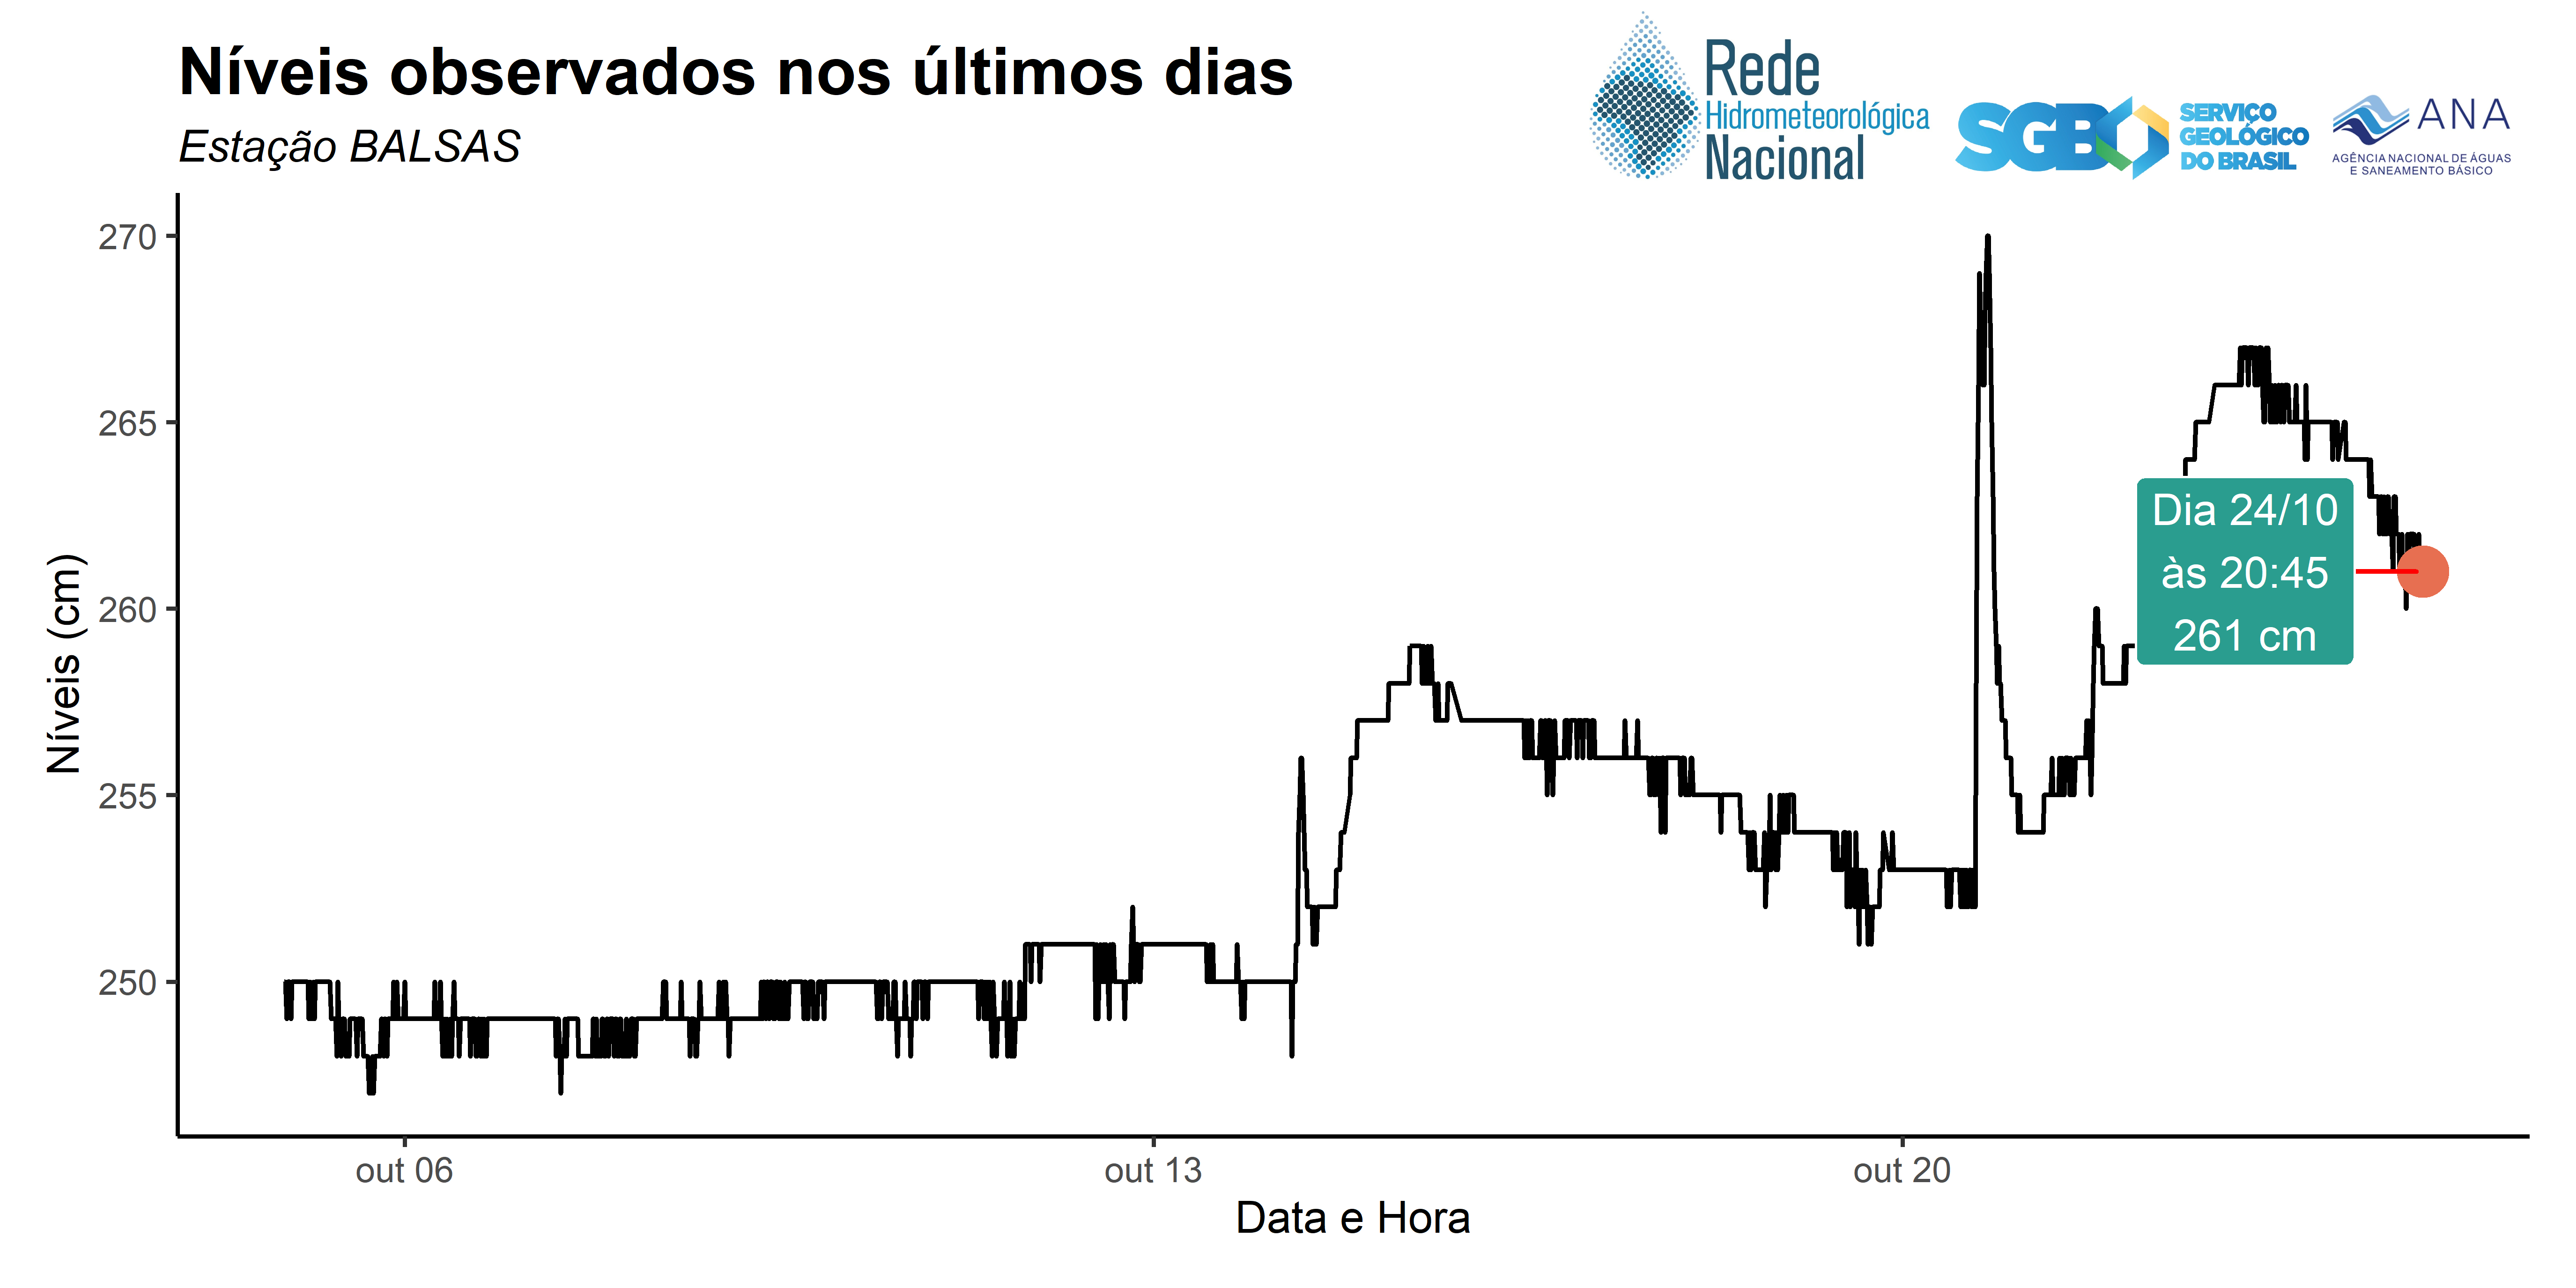 Níveis observados nos últimos dias
Estação BALSAS
Rede
Hidrometeorológica
Nacional
SGB
SERVIÇO
GEOLÓGICO
DO BRASIL
ANA
AGÊNCIA NACIONAL DE ÁGUAS
E SANEAMENTO BÁSICO
Níveis (cm)
270
265
260
255
250
Dia 24/10
às 20:45
261 cm
out 06
out 13
out 20
Data e Hora